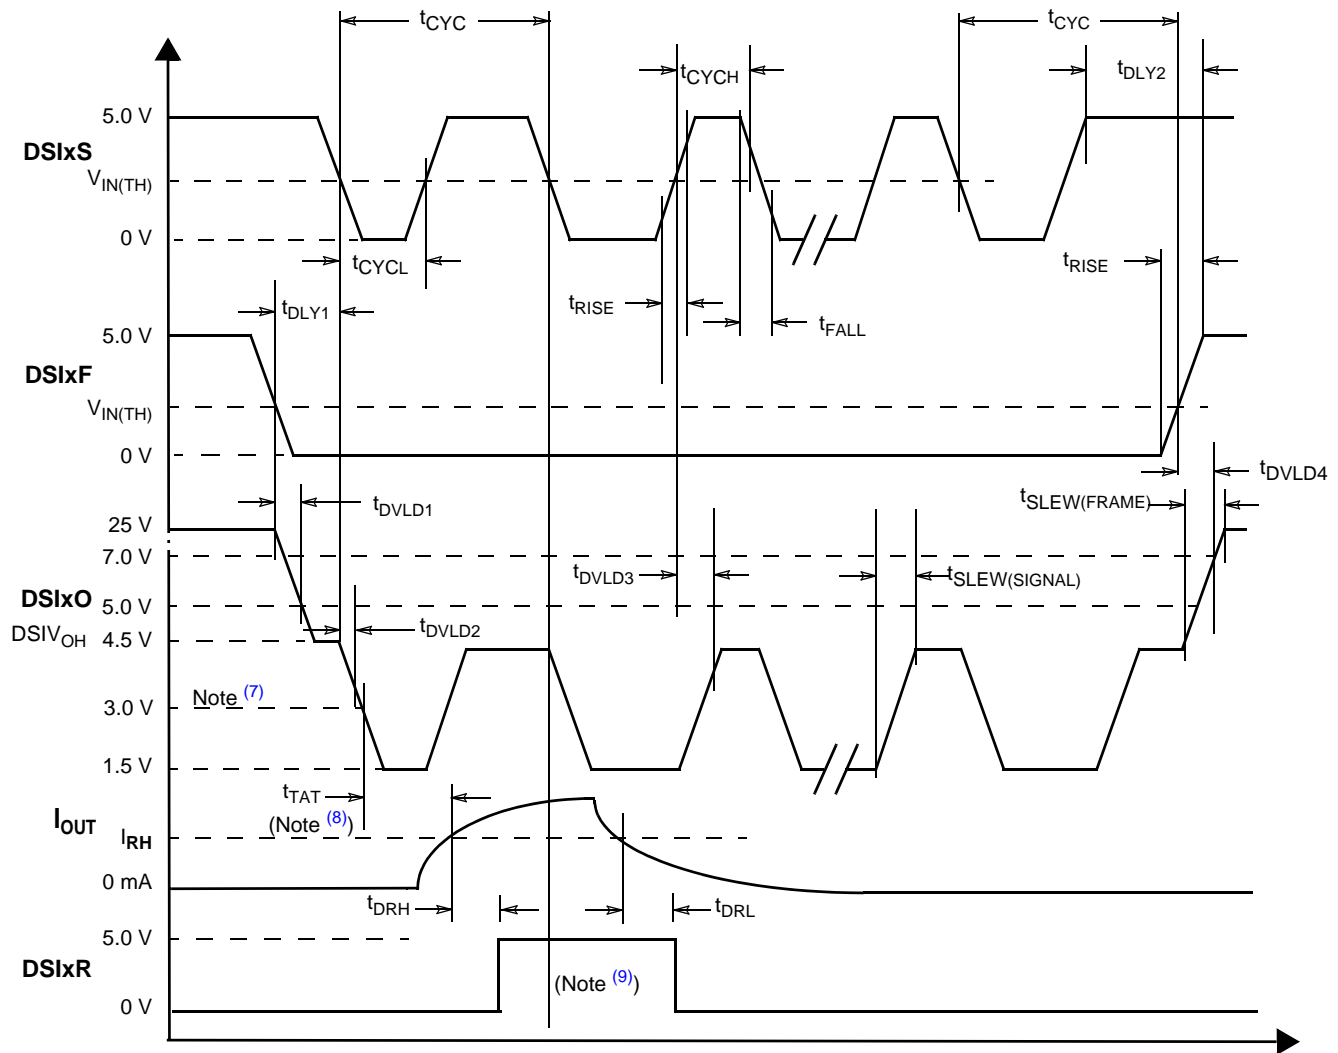 tCYC
tCYC
tCYCH
tDLY2
5.0 V
DSIxS
VIN(TH)
0 V
tCYCL
tRISE
tDLY1
tRISE
tFALL
5.0 V
DSIxF
VIN(TH)
0 V
tDVLD4
tDVLD1
tSLEW(FRAME)
25 V
7.0 V
tDVLD3
tSLEW(SIGNAL)
DSIxO
5.0 V
DSIVOH
4.5 V
tDVLD2
Note (7)
3.0 V
1.5 V
tTAT
(Note (8))
IOUT
IRH
0 mA
tDRH
tDRL
5.0 V
DSIxR
(Note (9))
0 V